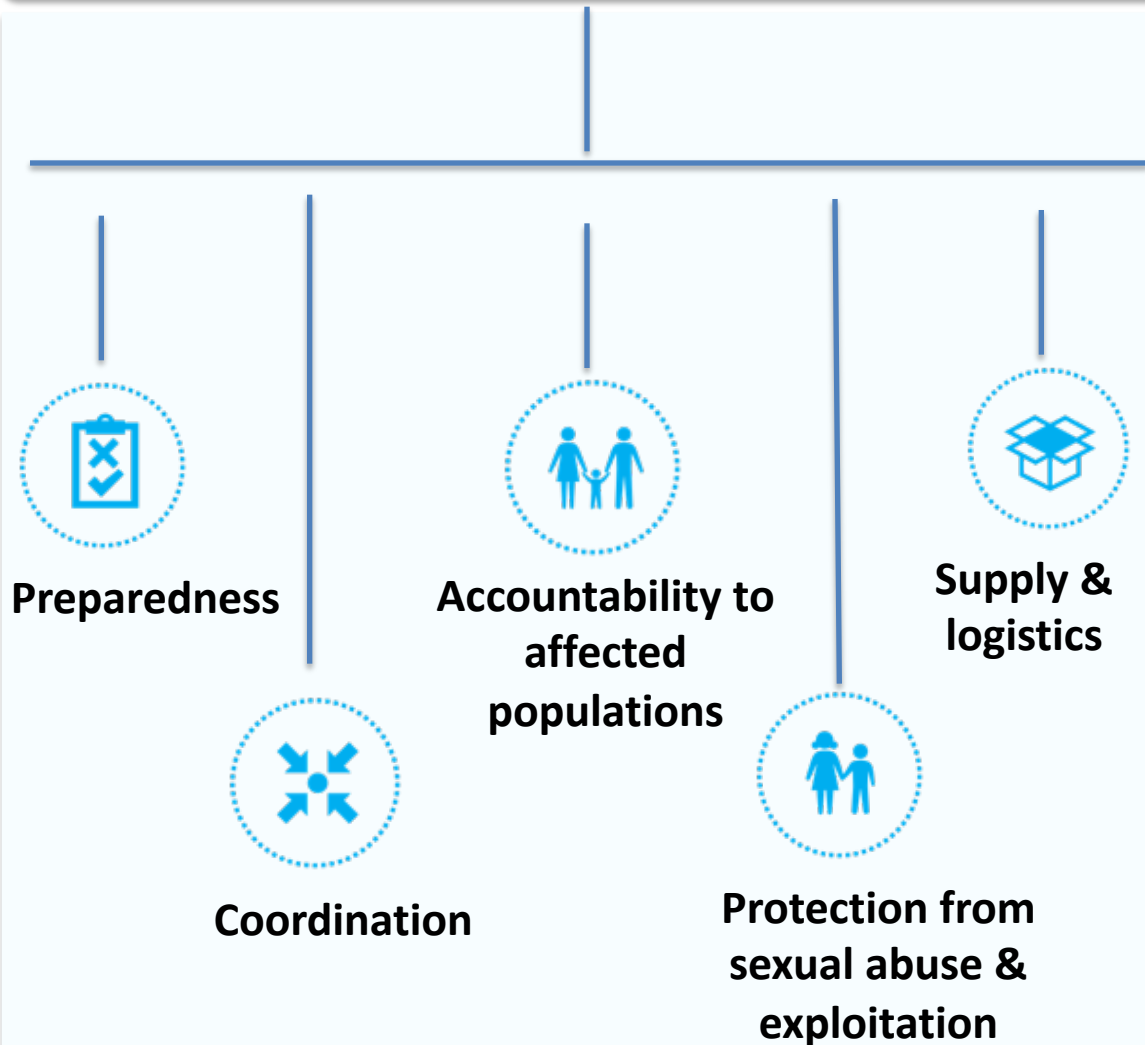 Preparedness
Accountability to
affected
populations
Supply &
logistics
Coordination
Protection from
sexual abuse &
exploitation